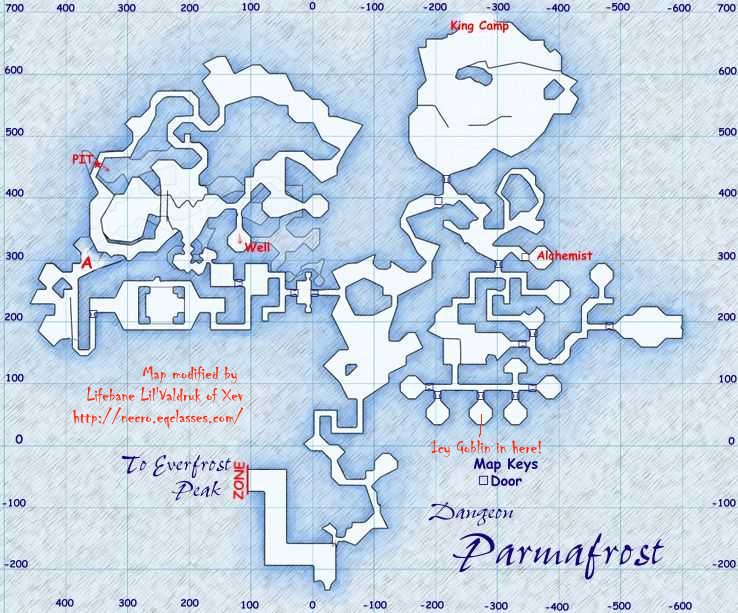 700 400 300 200 100 0 -100 -200 -300 -400 -500 -600 700
King Camp
600 600
500 500
PIT
400 400
Well
Alchemist
A
300 300
200 200
Map modified by
Lifebane Lil'Valdruk of Xev
http://necro.eqclasses.com/
100 100
0 0
Icy Goblin in here!
To Everfrost
Peak
ZONE
Map Keys
Door
-100 -100
Dangeon
Parmafrost
-200 -200
400 300 200 100 0 -100 -200 -300 -400 -500 -600